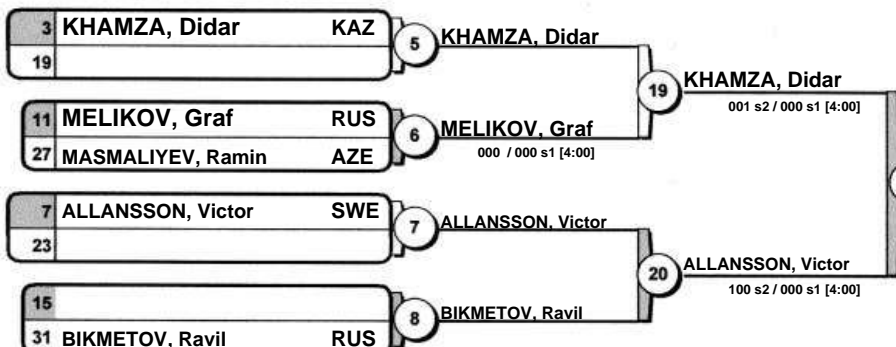 3 KHAMZA, Didar KAZ
19
5
KHAMZA, Didar
11 MELIKOV, Graf RUS
27 MASMALIYEV, Ramin AZE
6
MELIKOV, Graf
000 / 000 s1 [4:00]
19
KHAMZA, Didar
001 s2 / 000 s1 [4:00]
7 ALLANSSON, Victor SWE
23
7
ALLANSSON, Victor
15
31 BIKMETOV, Ravil RUS
8
BIKMETOV, Ravil
20
ALLANSSON, Victor
100 s2 / 000 s1 [4:00]